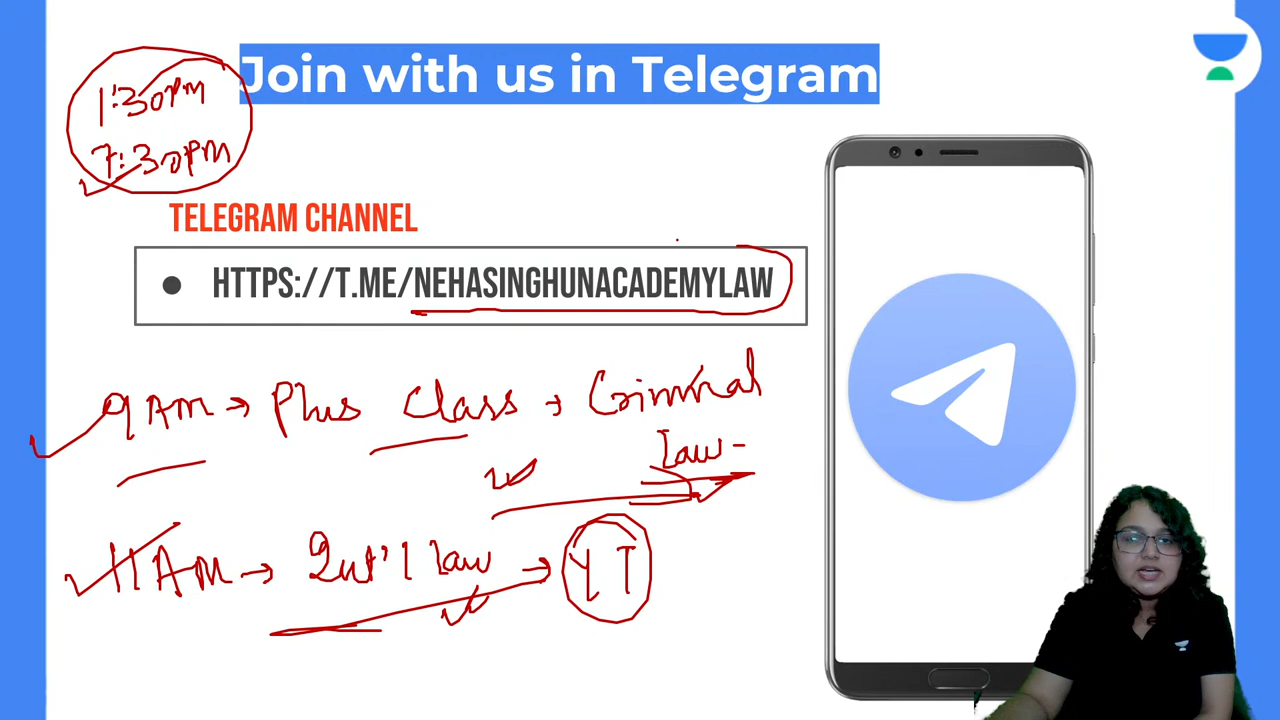 Join with us in Telegram
1:30PM
7:30PM
TELEGRAM CHANNEL
• HTTPS://T.ME/NEHASINGHUNACADEMYLAW
9AM → Plus Class → Criminal
Law -
11AM → Int'l law → YT